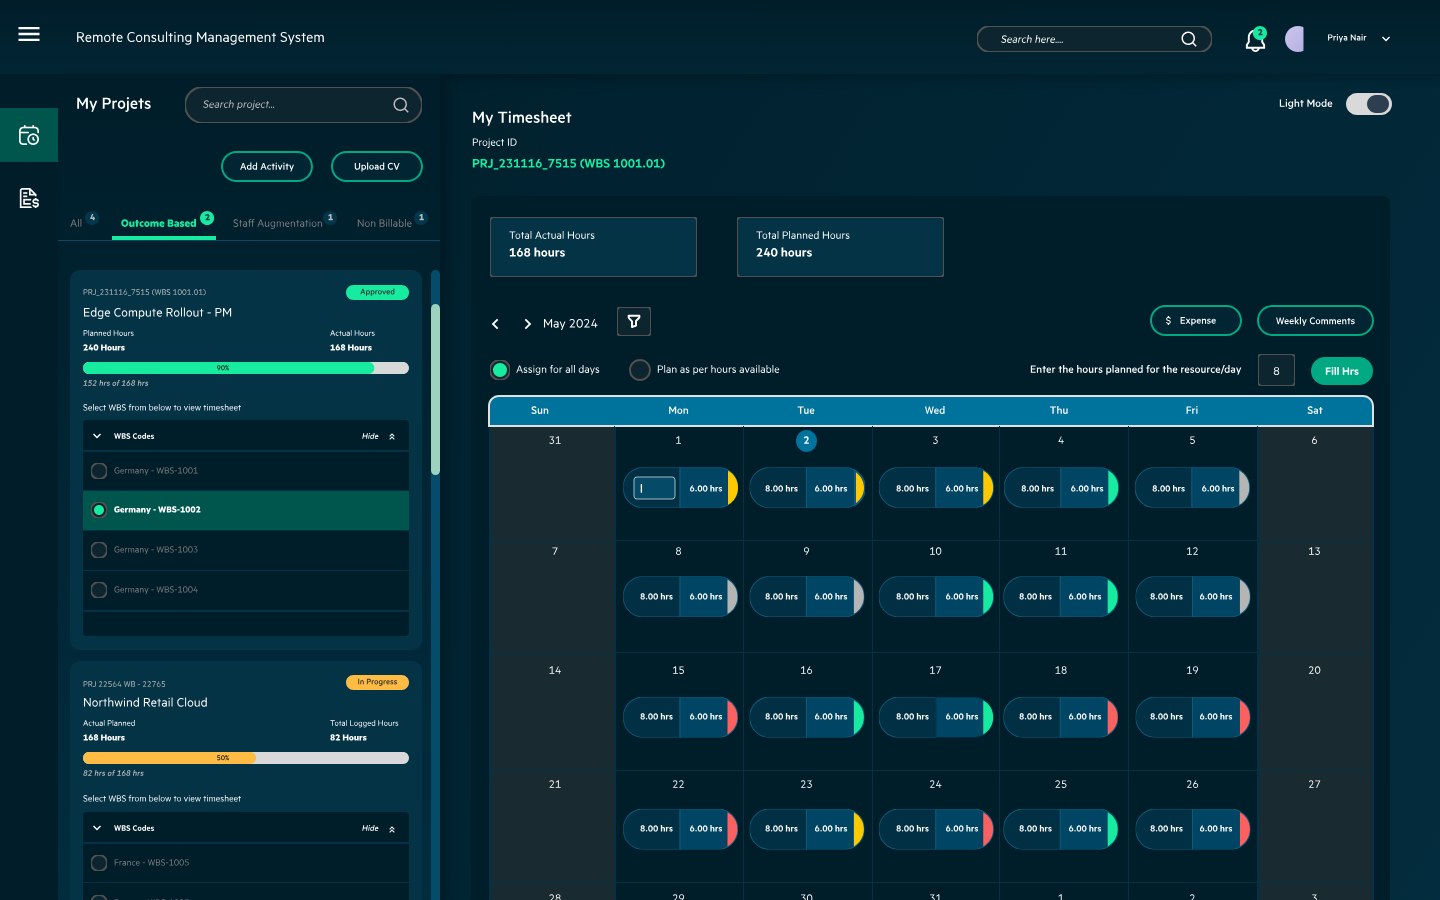 Remote Consulting Management System
Search here....
2
Priya Nair
My Projets
Search project...
Add Activity
Upload CV
All 4
Outcome Based 2
Staff Augmentation 1
Non Billable 1
PRJ_231116_7515 (WBS 1001.01)
Approved
Edge Compute Rollout - PM
Planned Hours
Actual Hours
240 Hours
168 Hours
90%
152 hrs of 168 hrs
Select WBS from below to view timesheet
WBS Codes
Hide
Germany - WBS-1001
Germany - WBS-1002
Germany - WBS-1003
Germany - WBS-1004
PRJ 22564 WB - 22765
In Progress
Northwind Retail Cloud
Actual Planned
Total Logged Hours
168 Hours
82 Hours
50%
82 hrs of 168 hrs
Select WBS from below to view timesheet
WBS Codes
Hide
France - WBS-1005
Light Mode
My Timesheet
Project ID
PRJ_231116_7515 (WBS 1001.01)
Total Actual Hours
168 hours
Total Planned Hours
240 hours
May 2024
$ Expense
Weekly Comments
Assign for all days
Plan as per hours available
Enter the hours planned for the resource/day
8
Fill Hrs
Sun Mon Tue Wed Thu Fri Sat
31 1 2 3 4 5 6
6.00 hrs 8.00 hrs 6.00 hrs 8.00 hrs 6.00 hrs 8.00 hrs 6.00 hrs 8.00 hrs 6.00 hrs
7 8 9 10 11 12 13
8.00 hrs 6.00 hrs 8.00 hrs 6.00 hrs 8.00 hrs 6.00 hrs 8.00 hrs 6.00 hrs 8.00 hrs 6.00 hrs
14 15 16 17 18 19 20
8.00 hrs 6.00 hrs 8.00 hrs 6.00 hrs 8.00 hrs 6.00 hrs 8.00 hrs 6.00 hrs 8.00 hrs 6.00 hrs
21 22 23 24 25 26 27
8.00 hrs 6.00 hrs 8.00 hrs 6.00 hrs 8.00 hrs 6.00 hrs 8.00 hrs 6.00 hrs 8.00 hrs 6.00 hrs
28 29 30 31 1 2 3